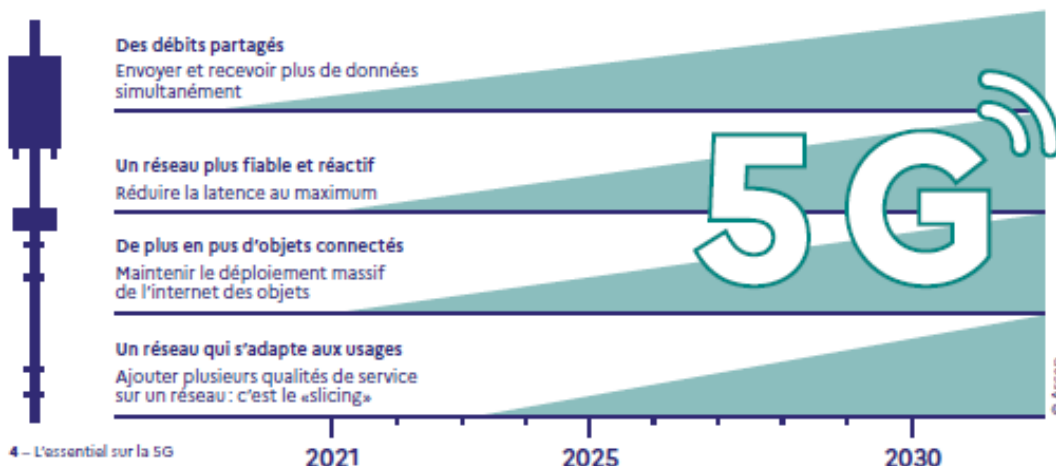 Des débits partagés
Envoyer et recevoir plus de données
simultanément
Un réseau plus fiable et réactif
Réduire la latence au maximum
De plus en pus d'objets connectés
Maintenir le déploiement massif
de l'internet des objets
Un réseau qui s'adapte aux usages
Ajouter plusieurs qualités de service
sur un réseau : c'est le «slicing»
5G
2021 2025 2030
4 – L'essentiel sur la 5G
© Arcep